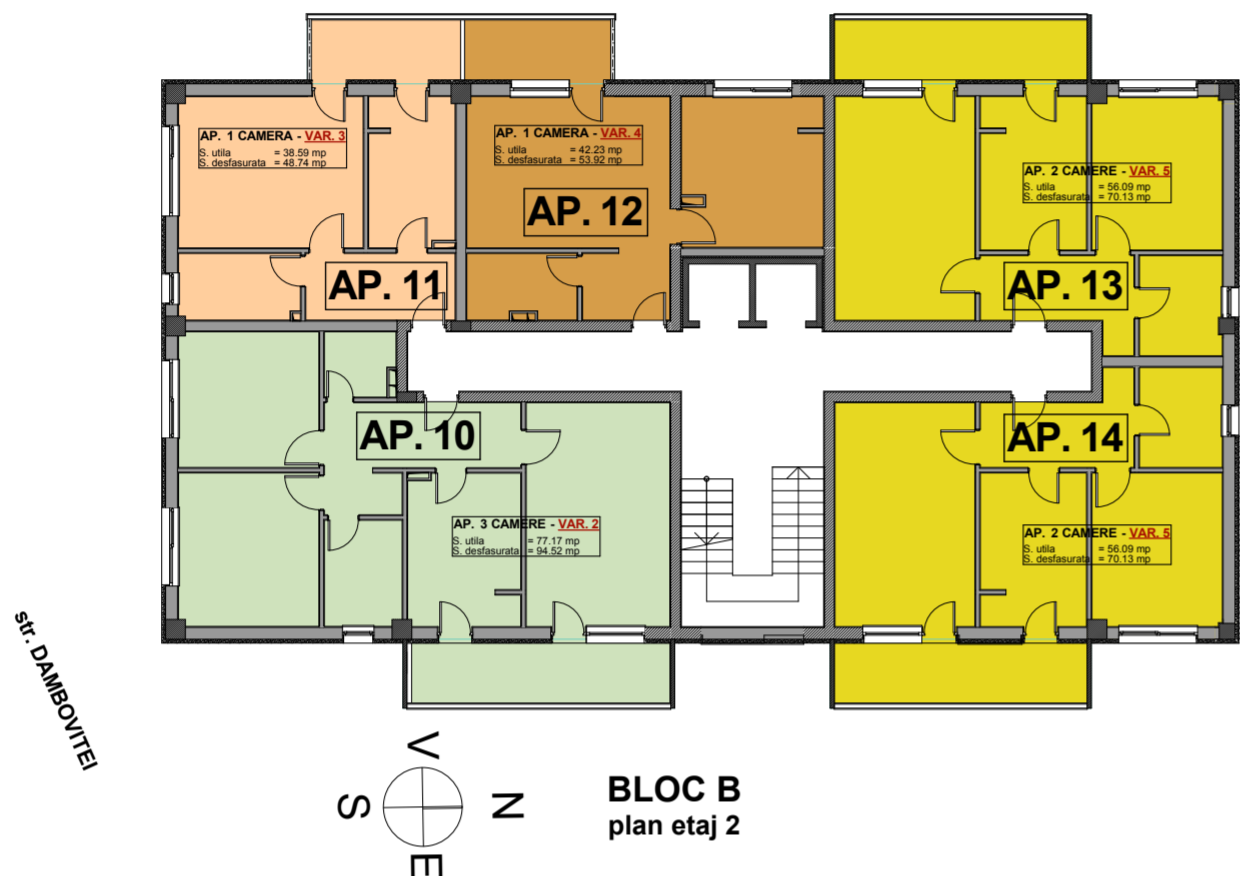 AP. 1 CAMERA - VAR. 3
S. utila = 38.59 mp
S. desfasurata = 48.74 mp
AP. 11
AP. 1 CAMERA - VAR. 4
S. utila = 42.23 mp
S. desfasurata = 53.92 mp
AP. 12
AP. 2 CAMERE - VAR. 5
S. utila = 56.09 mp
S. desfasurata = 70.13 mp
AP. 13
AP. 10
AP. 3 CAMERE - VAR. 2
S. utila = 77.17 mp
S. desfasurata = 94.52 mp
AP. 14
AP. 2 CAMERE - VAR. 5
S. utila = 56.09 mp
S. desfasurata = 70.13 mp
str. DAMBOVITEI
V
S
N
E
BLOC B
plan etaj 2